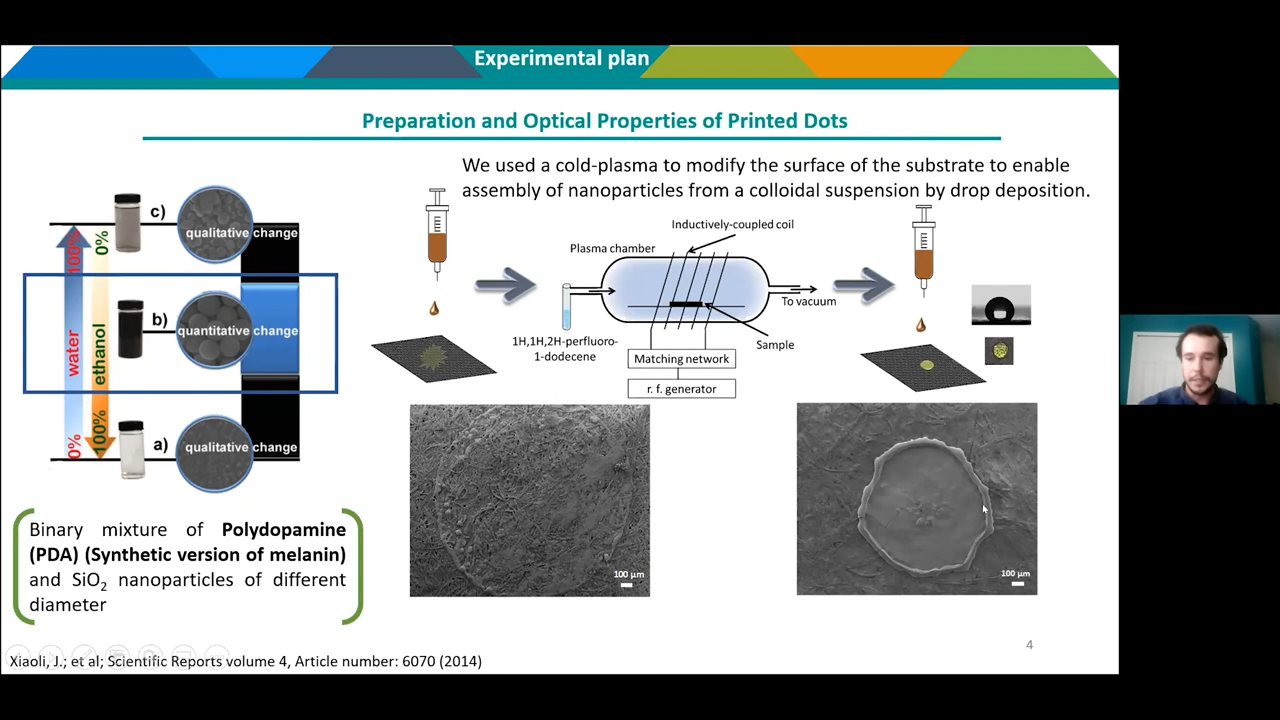 Experimental plan
Preparation and Optical Properties of Printed Dots
We used a cold-plasma to modify the surface of the substrate to enable
assembly of nanoparticles from a colloidal suspension by drop deposition.
c)
qualitative change
100%
0%
water
ethanol
b)
quantitative change
0%
100%
a)
qualitative change
Inductively-coupled coil
Plasma chamber
To vacuum
1H,1H,2H-perfluoro-
1-dodecene
Sample
Matching network
r. f. generator
100 µm
100 µm
Binary mixture of Polydopamine
(PDA) (Synthetic version of melanin)
and SiO2 nanoparticles of different
diameter
4
Xiaoli, J.; et al; Scientific Reports volume 4, Article number: 6070 (2014)